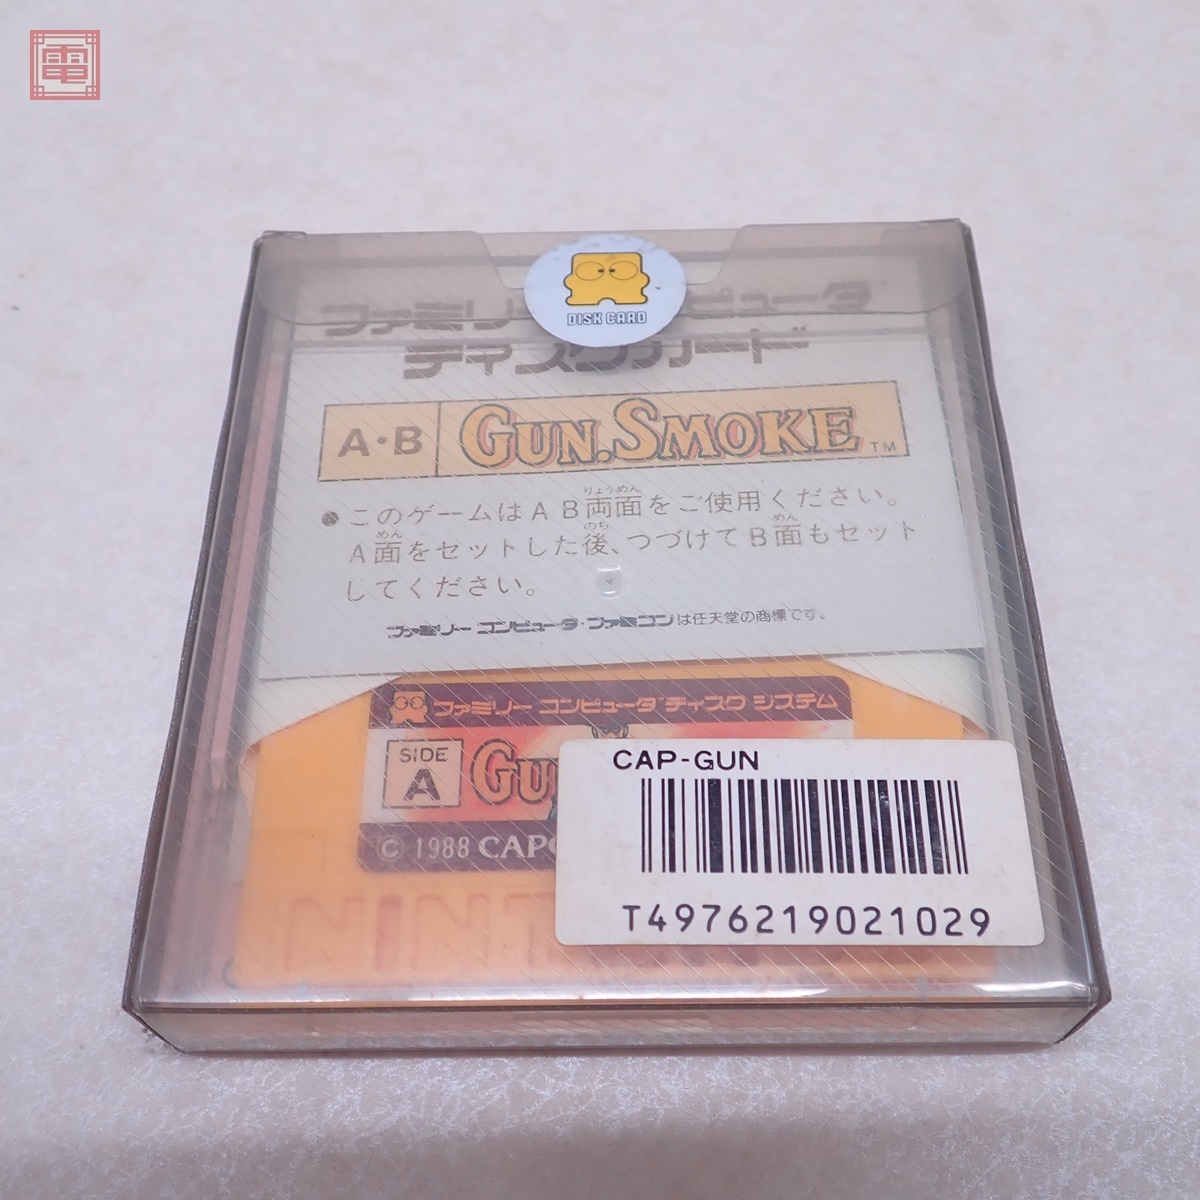 電
DISK CARD
ファミリーコンピュータ
ディスクカード
A・B GUN.SMOKE TM
●このゲームはAB両面をご使用ください。
りょうめん
A面をセットした後、つづけてB面もセット
めん のち めん
してください。
ファミリーコンピュータ・ファミコンは任天堂の商標です。
ファミリー コンピュータ ディスク システム
SIDE A
GU
© 1988 CAPC
NINT
CAP-GUN
T4976219021029